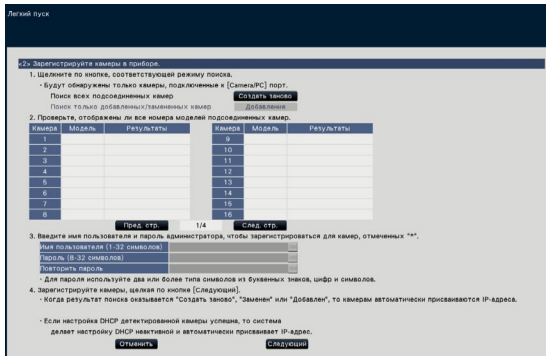 Легкий пуск
<2> Зарегистрируйте камеры в приборе.
1. Щелкните по кнопке, соответствующей режиму поиска.
· Будут обнаружены только камеры, подключенные к [Camera/PC] порт.
Поиск всех подсоединенных камер Создать заново
Поиск только добавленных/замененных камер Добавление
2. Проверьте, отображены ли все номера моделей подсоединенных камер.
Камера Модель Результаты Камера Модель Результаты
1 9
2 10
3 11
4 12
5 13
6 14
7 15
8 16
Пред. стр. 1/4 След. стр.
3. Введите имя пользователя и пароль администратора, чтобы зарегистрироваться для камер, отмеченных "*".
Имя пользователя (1-32 символов)
Пароль (8-32 символов)
Повторить пароль
· Для пароля используйте два или более типа символов из буквенных знаков, цифр и символов.
4. Зарегистрируйте камеры, щелкая по кнопке [Следующий].
· Когда результат поиска оказывается "Создать заново", "Заменен" или "Добавлен", то камерам автоматически присваиваются IP-адреса.
· Если настройка DHCP детектированной камеры успешна, то система
делает настройку DHCP неактивной и автоматически присваивает IP-адрес.
Отменить Следующий